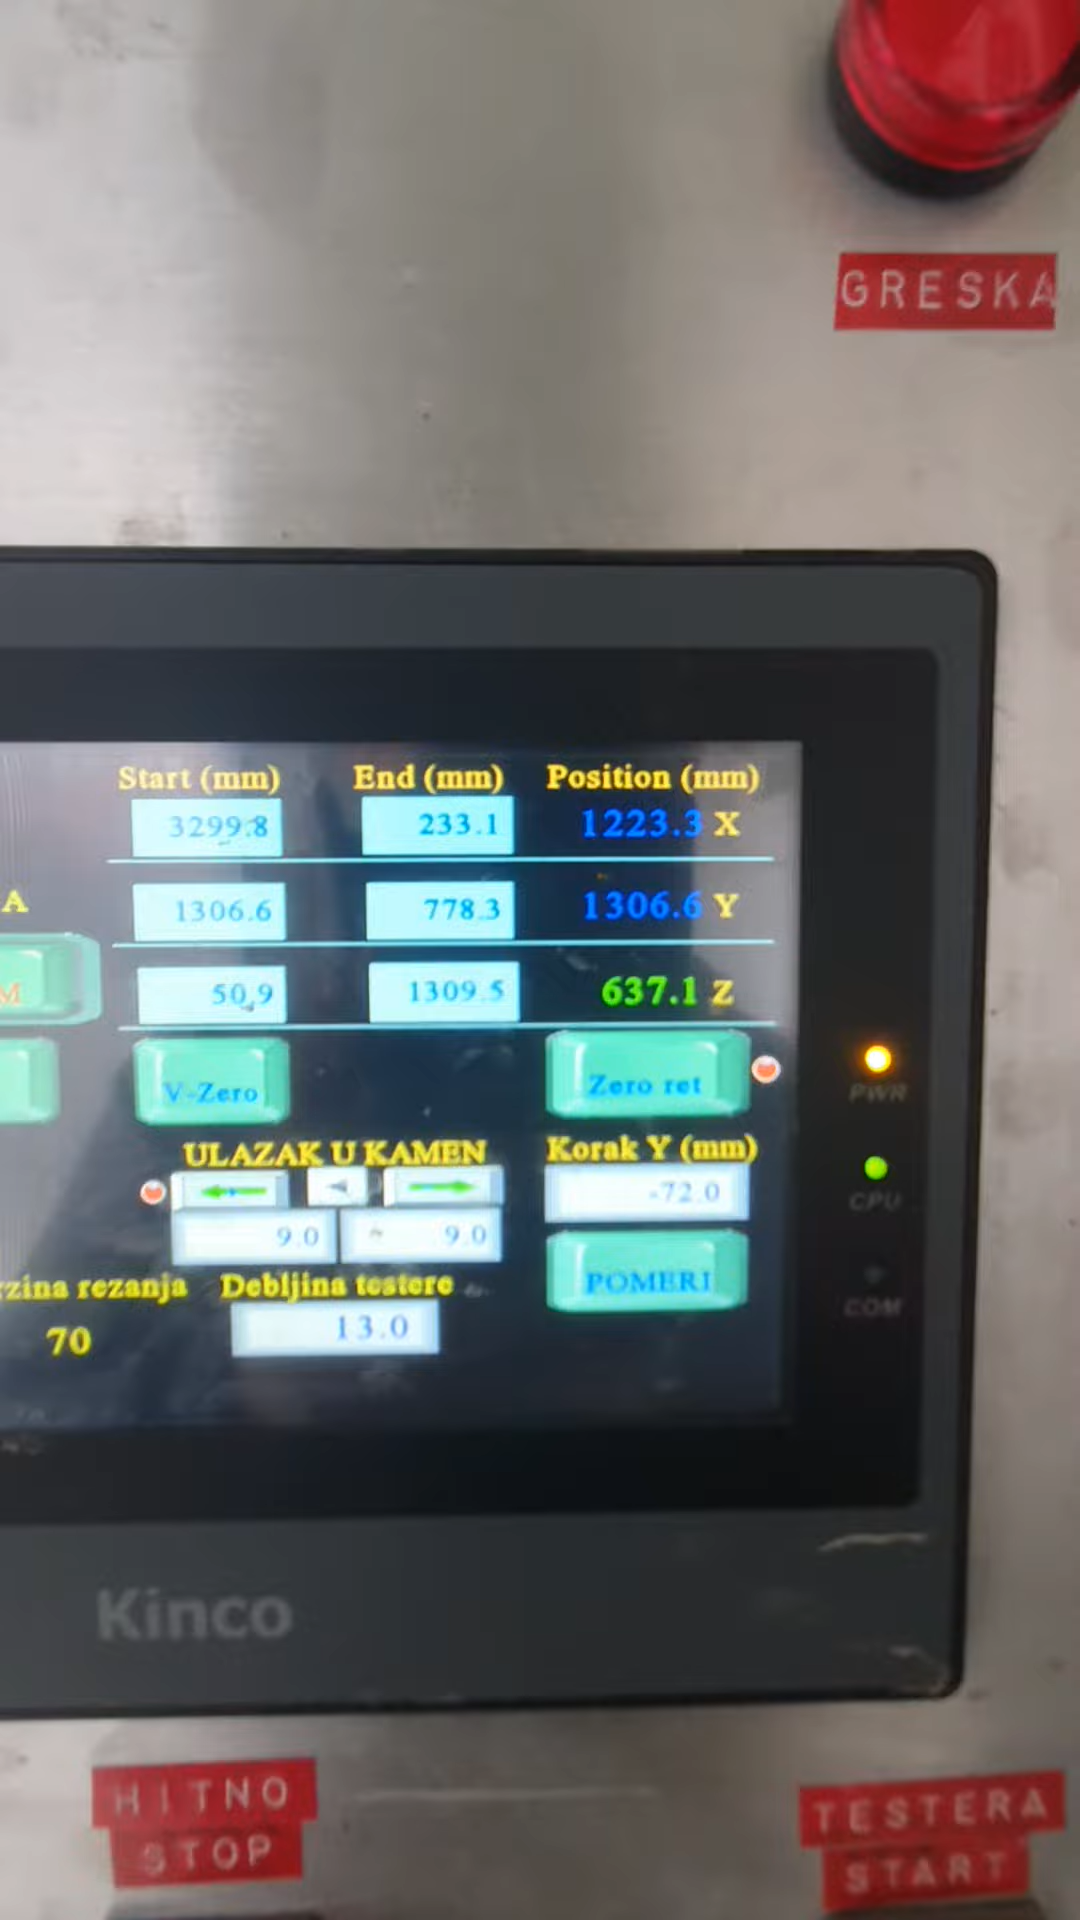 GRESKA
Start (mm) End (mm) Position (mm)
3299.8 233.1 1223.3 X
A 1306.6 778.3 1306.6 Y
M 50.9 1309.5 637.1 Z
V-Zero Zero ret
PWR
ULAZAK U KAMEN Korak Y (mm)
-72.0
CPU
9.0 9.0
rzina rezanja Debljina testere POMERI
COM
70 13.0
Kinco
HITNO
STOP
TESTERA
START